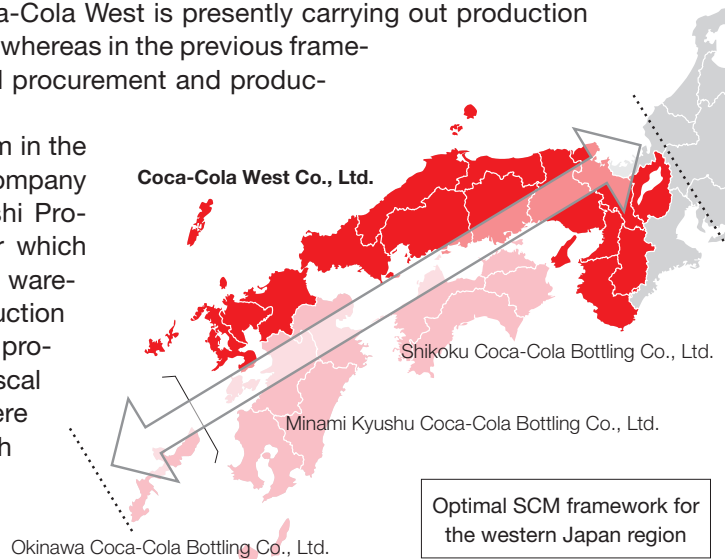 a-Cola West is presently carrying out production
whereas in the previous frame-
procurement and produc-
in the
ompany
shi Pro-
which
ware-
uction
pro-
scal
ere
Coca-Cola West Co., Ltd.
Shikoku Coca-Cola Bottling Co., Ltd.
Minami Kyushu Coca-Cola Bottling Co., Ltd.
Optimal SCM framework for
the western Japan region
Okinawa Coca-Cola Bottling Co., Ltd.